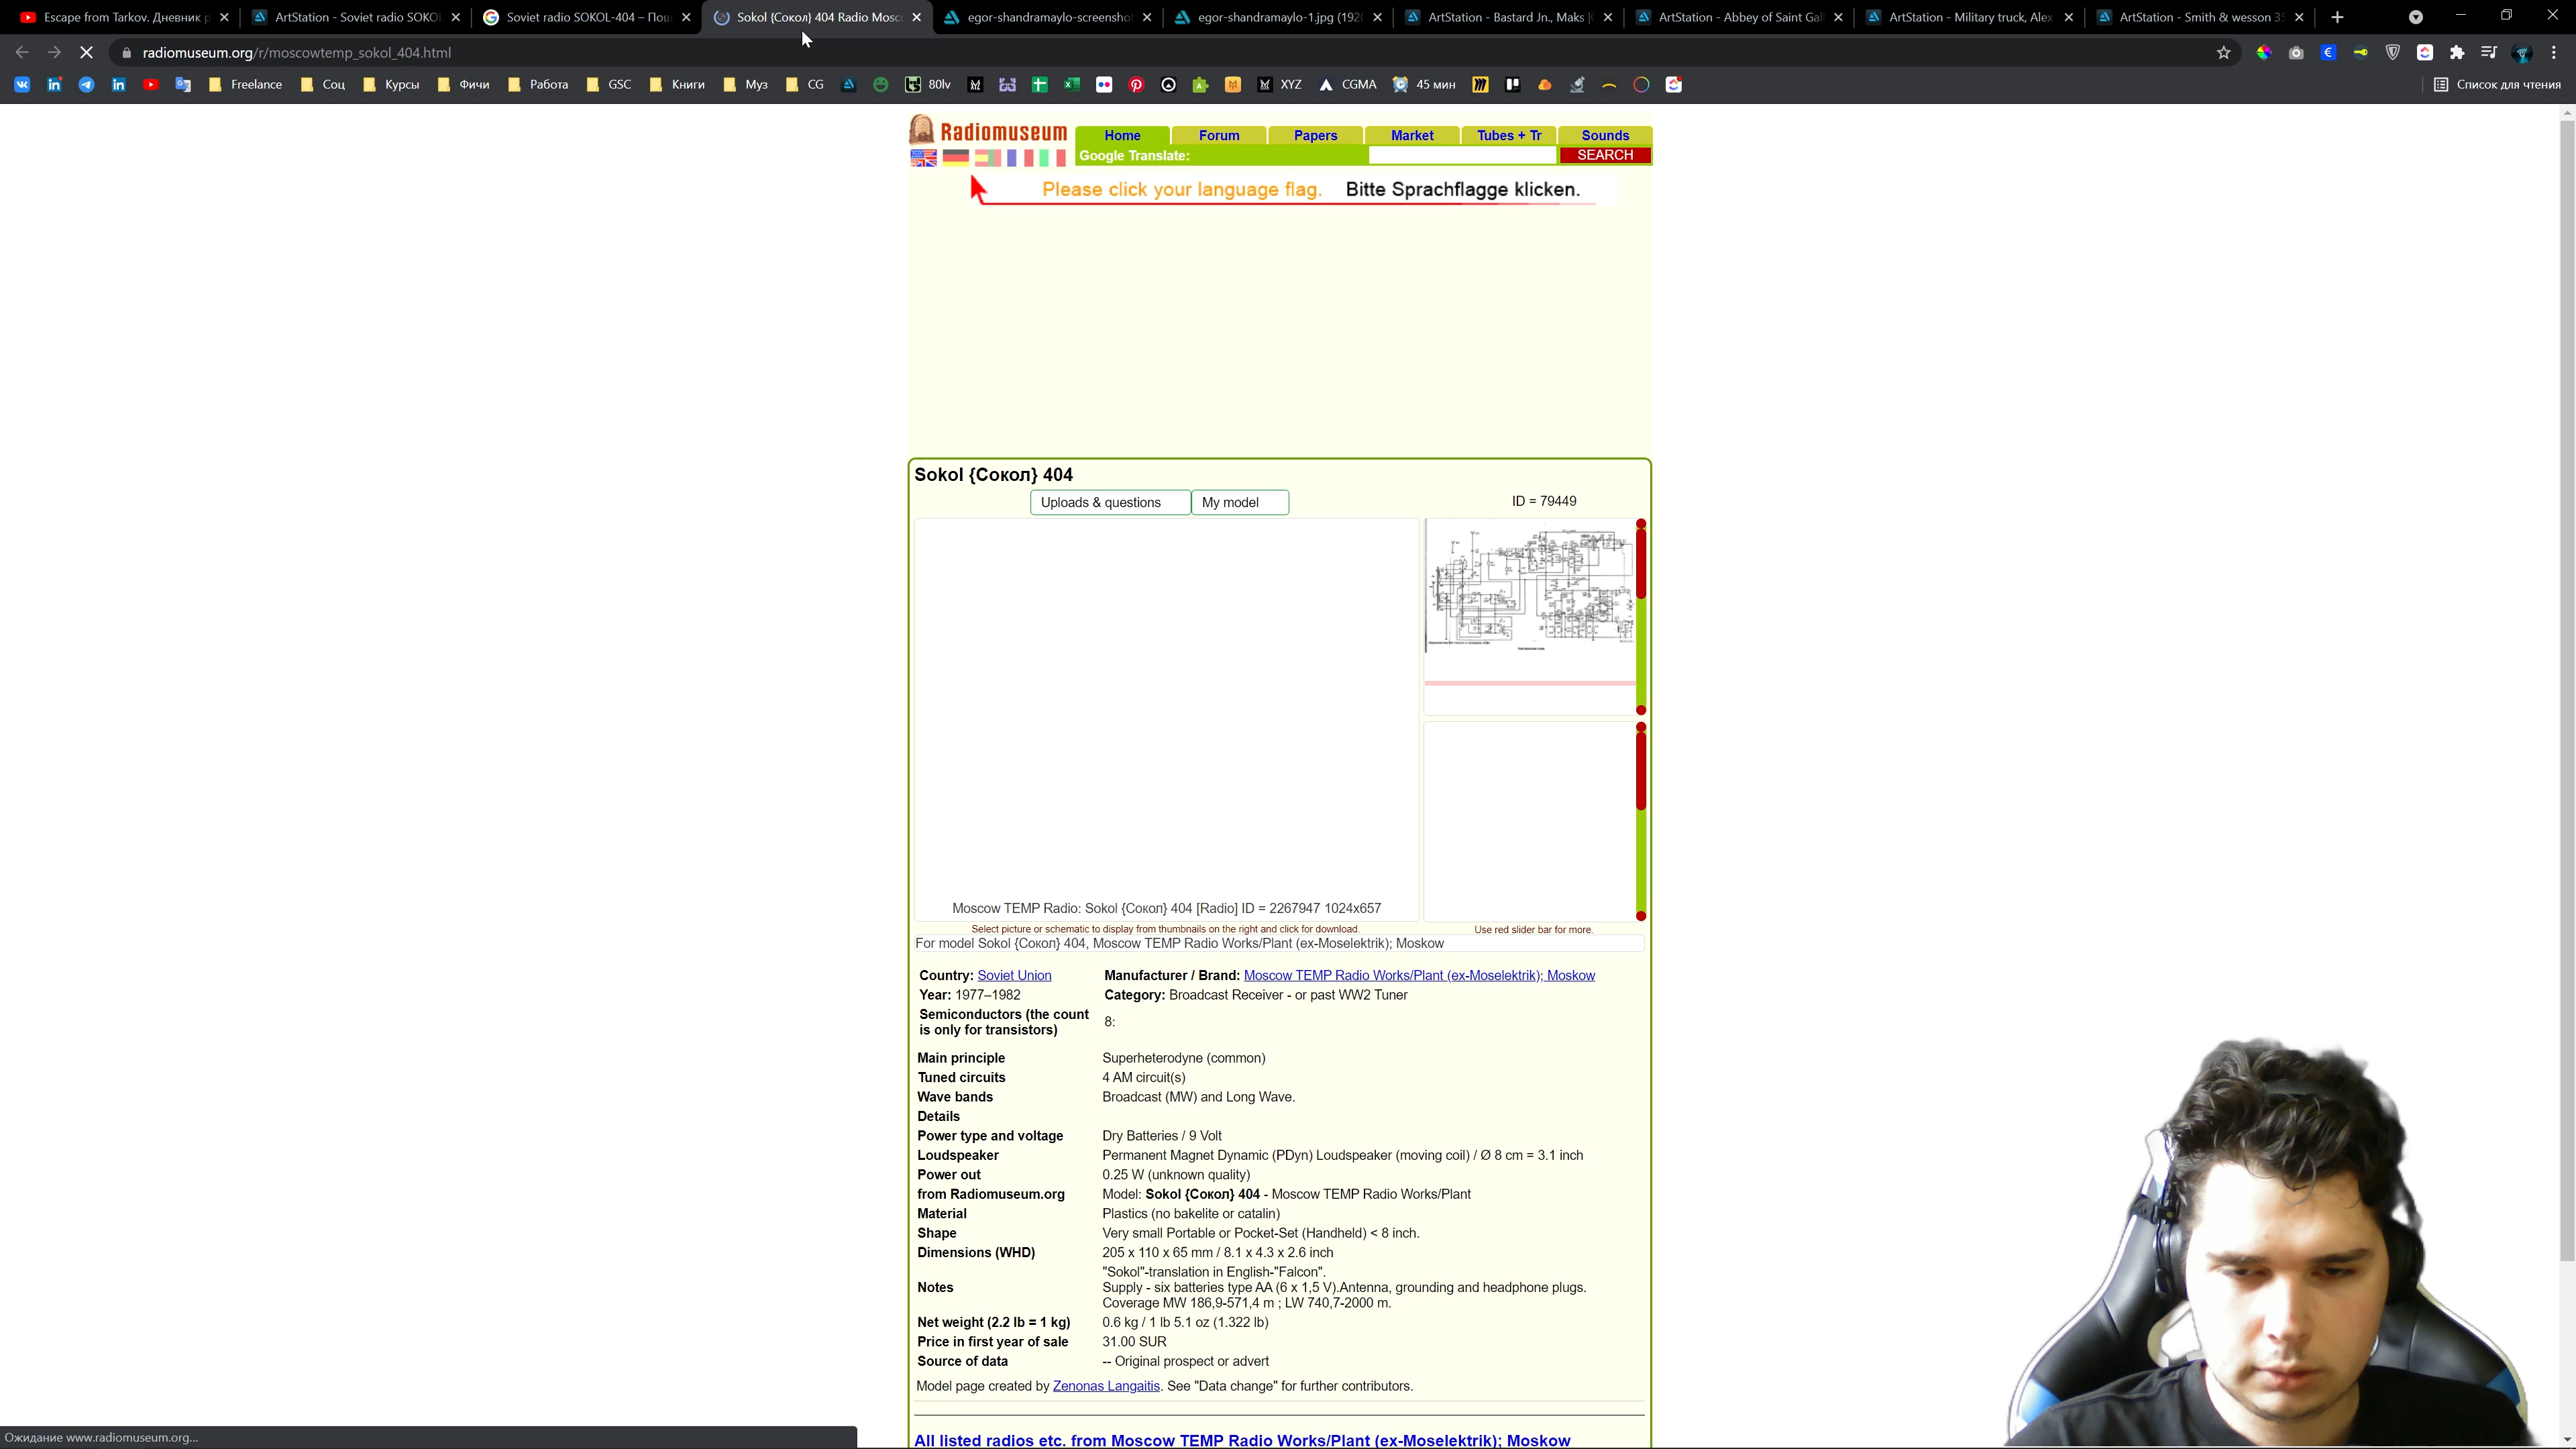 Escape from Tarkov. Дневник р
ArtStation - Soviet radio SOKOL
Soviet radio SOKOL-404 – Пош
Sokol {Сокол} 404 Radio Mosc
egor-shandramaylo-screenshot
egor-shandramaylo-1.jpg (192
ArtStation - Bastard Jn., Maks
ArtStation - Abbey of Saint Gal
ArtStation - Military truck, Alex
ArtStation - Smith & wesson 35
radiomuseum.org/r/moscowtemp_sokol_404.html
Freelance
Соц
Курсы
Фичи
Работа
GSC
Книги
Муз
CG
80lv
XYZ
CGMA
45 мин
Список для чтения
Radiomuseum
Home
Forum
Papers
Market
Tubes + Tr
Sounds
Google Translate:
SEARCH
Please click your language flag. Bitte Sprachflagge klicken.
Sokol {Сокол} 404
Uploads & questions
My model
ID = 79449
Moscow TEMP Radio: Sokol {Сокол} 404 [Radio] ID = 2267947 1024x657
Select picture or schematic to display from thumbnails on the right and click for download.
Use red slider bar for more.
For model Sokol {Сокол} 404, Moscow TEMP Radio Works/Plant (ex-Moselektrik); Moskow
Country: Soviet Union
Manufacturer / Brand: Moscow TEMP Radio Works/Plant (ex-Moselektrik); Moskow
Year: 1977–1982
Category: Broadcast Receiver - or past WW2 Tuner
Semiconductors (the count
is only for transistors)
8:
Main principle
Superheterodyne (common)
Tuned circuits
4 AM circuit(s)
Wave bands
Broadcast (MW) and Long Wave.
Details
Power type and voltage
Dry Batteries / 9 Volt
Loudspeaker
Permanent Magnet Dynamic (PDyn) Loudspeaker (moving coil) / Ø 8 cm = 3.1 inch
Power out
0.25 W (unknown quality)
from Radiomuseum.org
Model: Sokol {Сокол} 404 - Moscow TEMP Radio Works/Plant
Material
Plastics (no bakelite or catalin)
Shape
Very small Portable or Pocket-Set (Handheld) < 8 inch.
Dimensions (WHD)
205 x 110 x 65 mm / 8.1 x 4.3 x 2.6 inch
Notes
"Sokol"-translation in English-"Falcon".
Supply - six batteries type AA (6 x 1,5 V).Antenna, grounding and headphone plugs.
Coverage MW 186,9-571,4 m ; LW 740,7-2000 m.
Net weight (2.2 lb = 1 kg)
0.6 kg / 1 lb 5.1 oz (1.322 lb)
Price in first year of sale
31.00 SUR
Source of data
-- Original prospect or advert
Model page created by Zenonas Langaitis. See "Data change" for further contributors.
All listed radios etc. from Moscow TEMP Radio Works/Plant (ex-Moselektrik); Moskow
Ожидание www.radiomuseum.org...